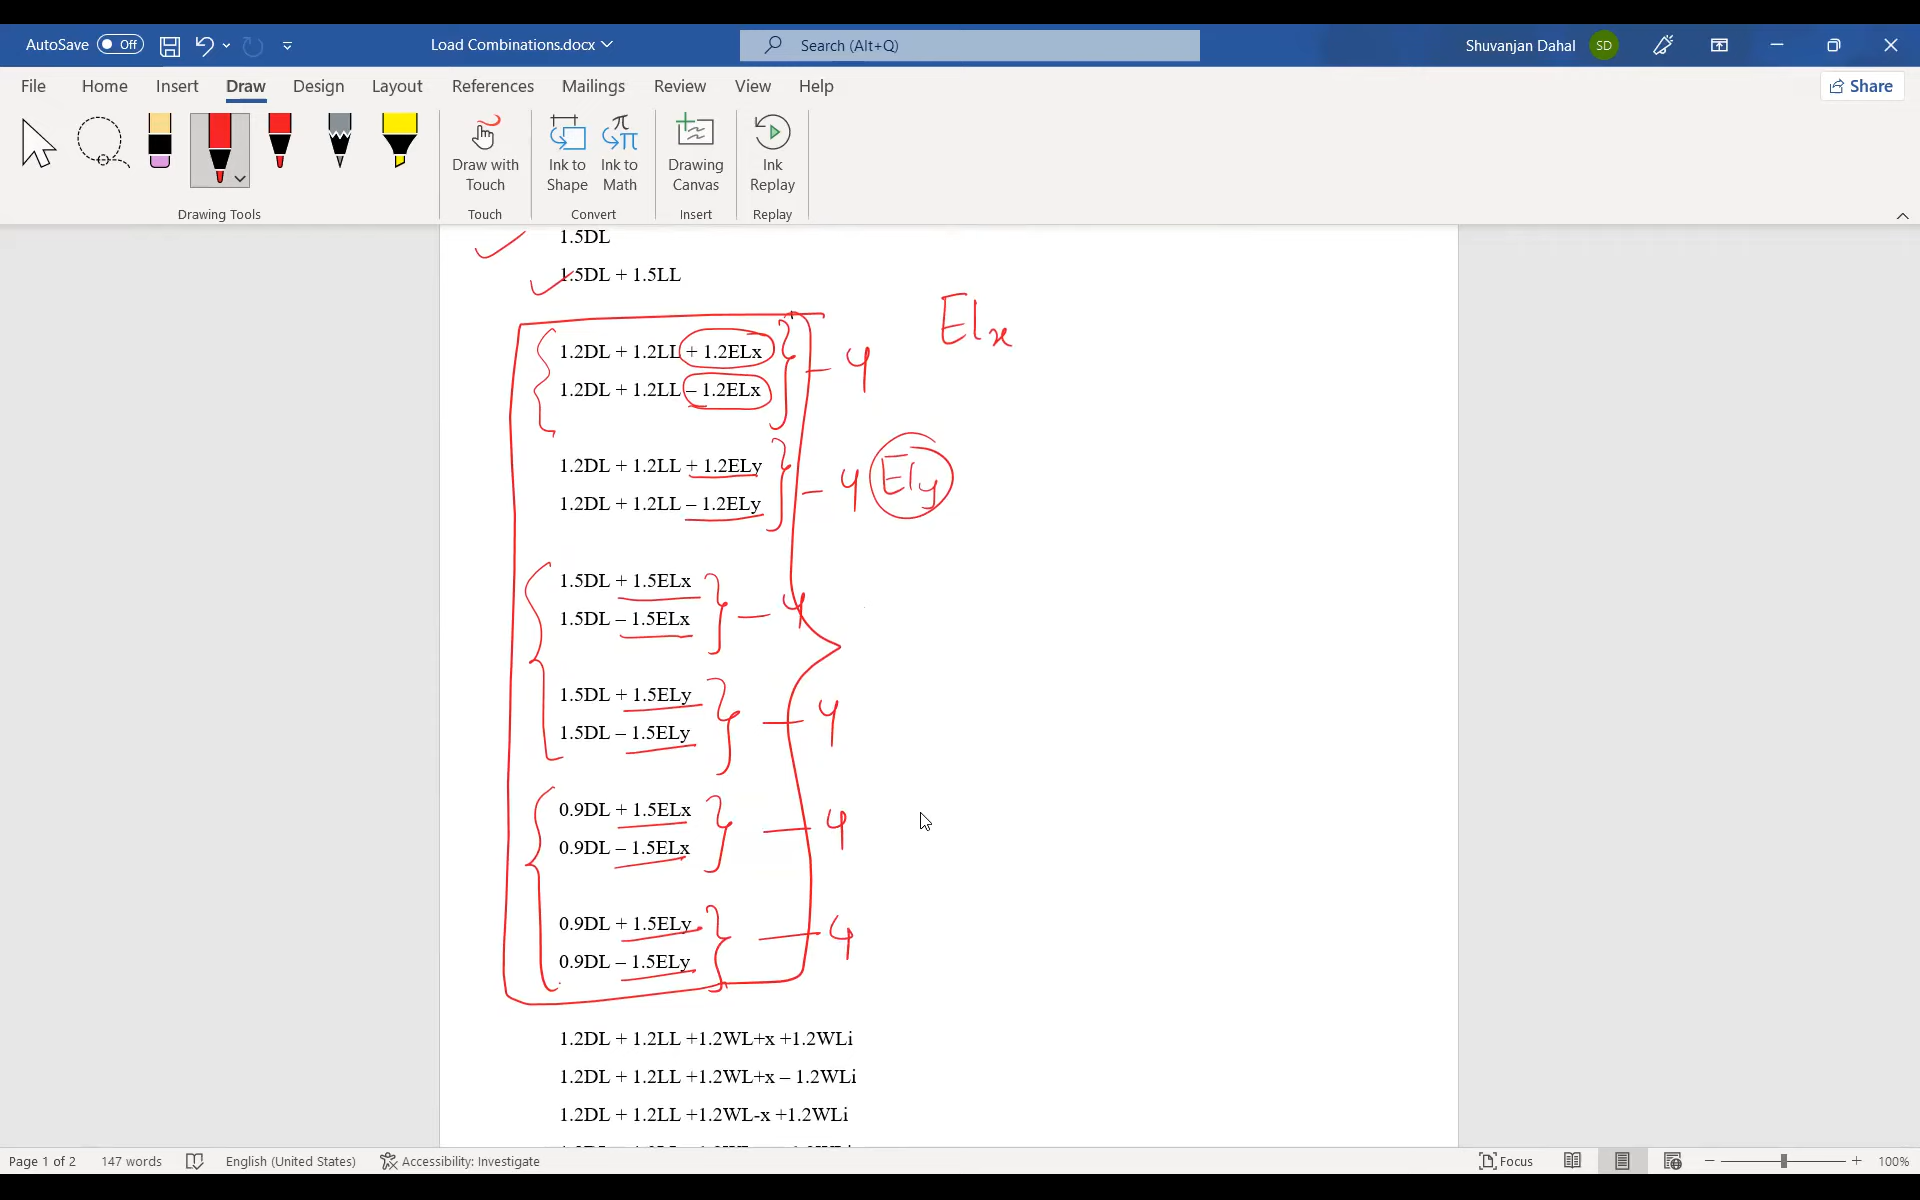 AutoSave Off Load Combinations.docx Search (Alt+Q) Shuvanjan Dahal SD
File Home Insert Draw Design Layout References Mailings Review View Help Share
Draw with Touch
Ink to Shape
Ink to Math
Drawing Canvas
Ink Replay
Drawing Tools Touch Convert Insert Replay
1.5DL
1.5DL + 1.5LL
ELx
1.2DL + 1.2LL + 1.2ELx
1.2DL + 1.2LL – 1.2ELx
– 4
1.2DL + 1.2LL + 1.2ELy
1.2DL + 1.2LL – 1.2ELy
– 4 ELy
1.5DL + 1.5ELx
1.5DL – 1.5ELx
– 4
1.5DL + 1.5ELy
1.5DL – 1.5ELy
– 4
0.9DL + 1.5ELx
0.9DL – 1.5ELx
– 4
0.9DL + 1.5ELy
0.9DL – 1.5ELy
– 4
1.2DL + 1.2LL +1.2WL+x +1.2WLi
1.2DL + 1.2LL +1.2WL+x – 1.2WLi
1.2DL + 1.2LL +1.2WL-x +1.2WLi
Page 1 of 2 147 words English (United States) Accessibility: Investigate Focus 100%